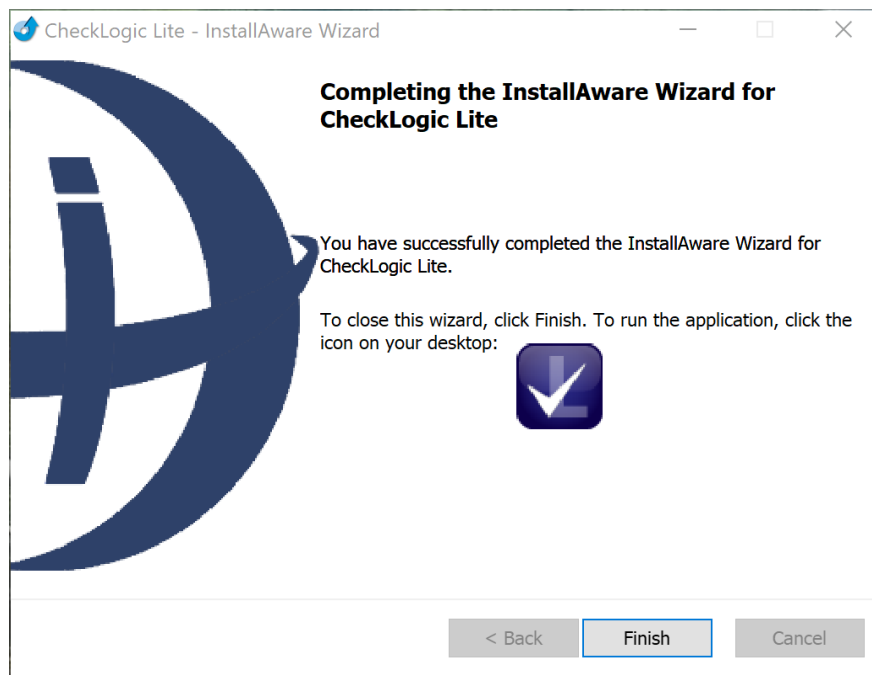 CheckLogic Lite - InstallAware Wizard
Completing the InstallAware Wizard for
CheckLogic Lite
You have successfully completed the InstallAware Wizard for
CheckLogic Lite.
To close this wizard, click Finish. To run the application, click the
icon on your desktop:
L
< Back
Finish
Cancel